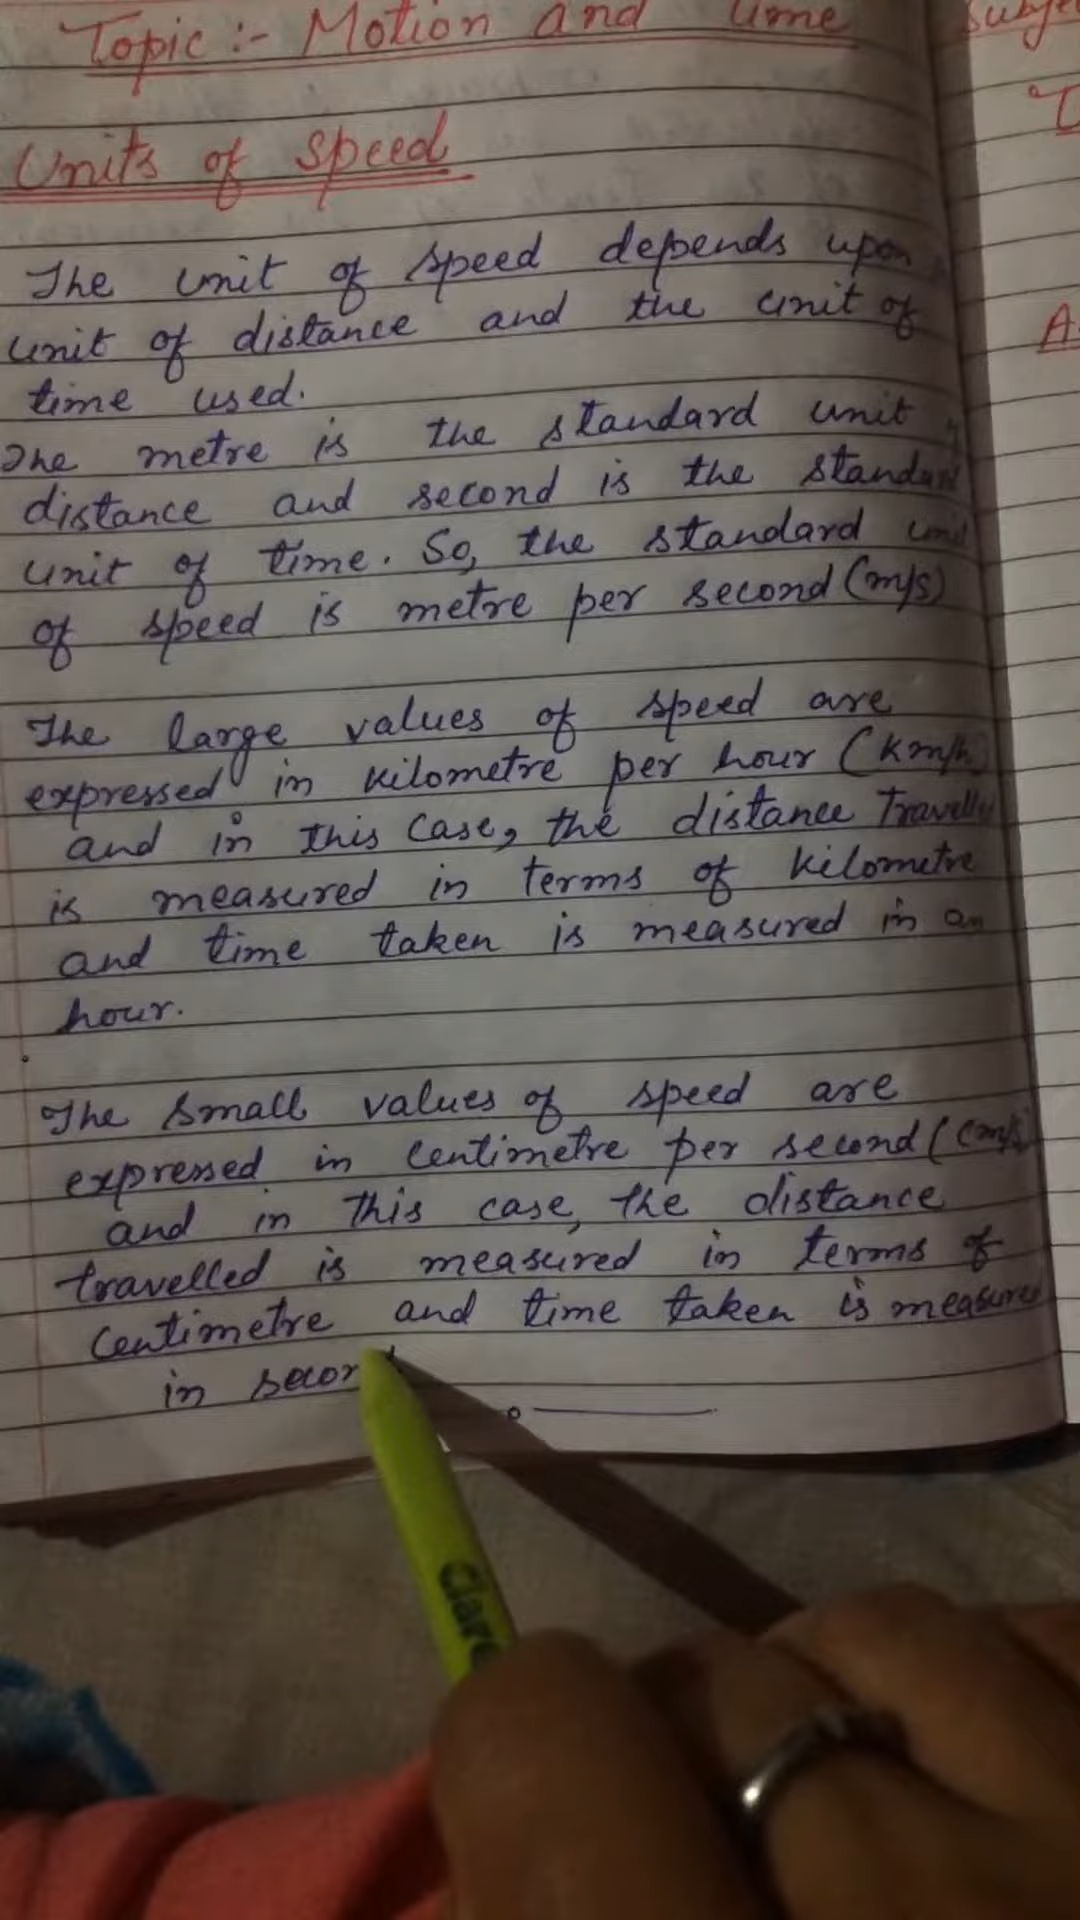 Topic :- Motion and time
Units of Speed
The unit of speed depends upon
unit of distance and the unit of
time used.
The metre is the standard unit
distance and second is the standard
unit of time. So, the standard unit
of speed is metre per second (m/s)
The large values of speed are
expressed in kilometre per hour (km/h)
and in this case, the distance Travelled
is measured in terms of kilometre
and time taken is measured in an
hour.
The small values of speed are
expressed in centimetre per second (cm/s)
and in this case, the distance
travelled is measured in terms of
centimetre and time taken is measured
in